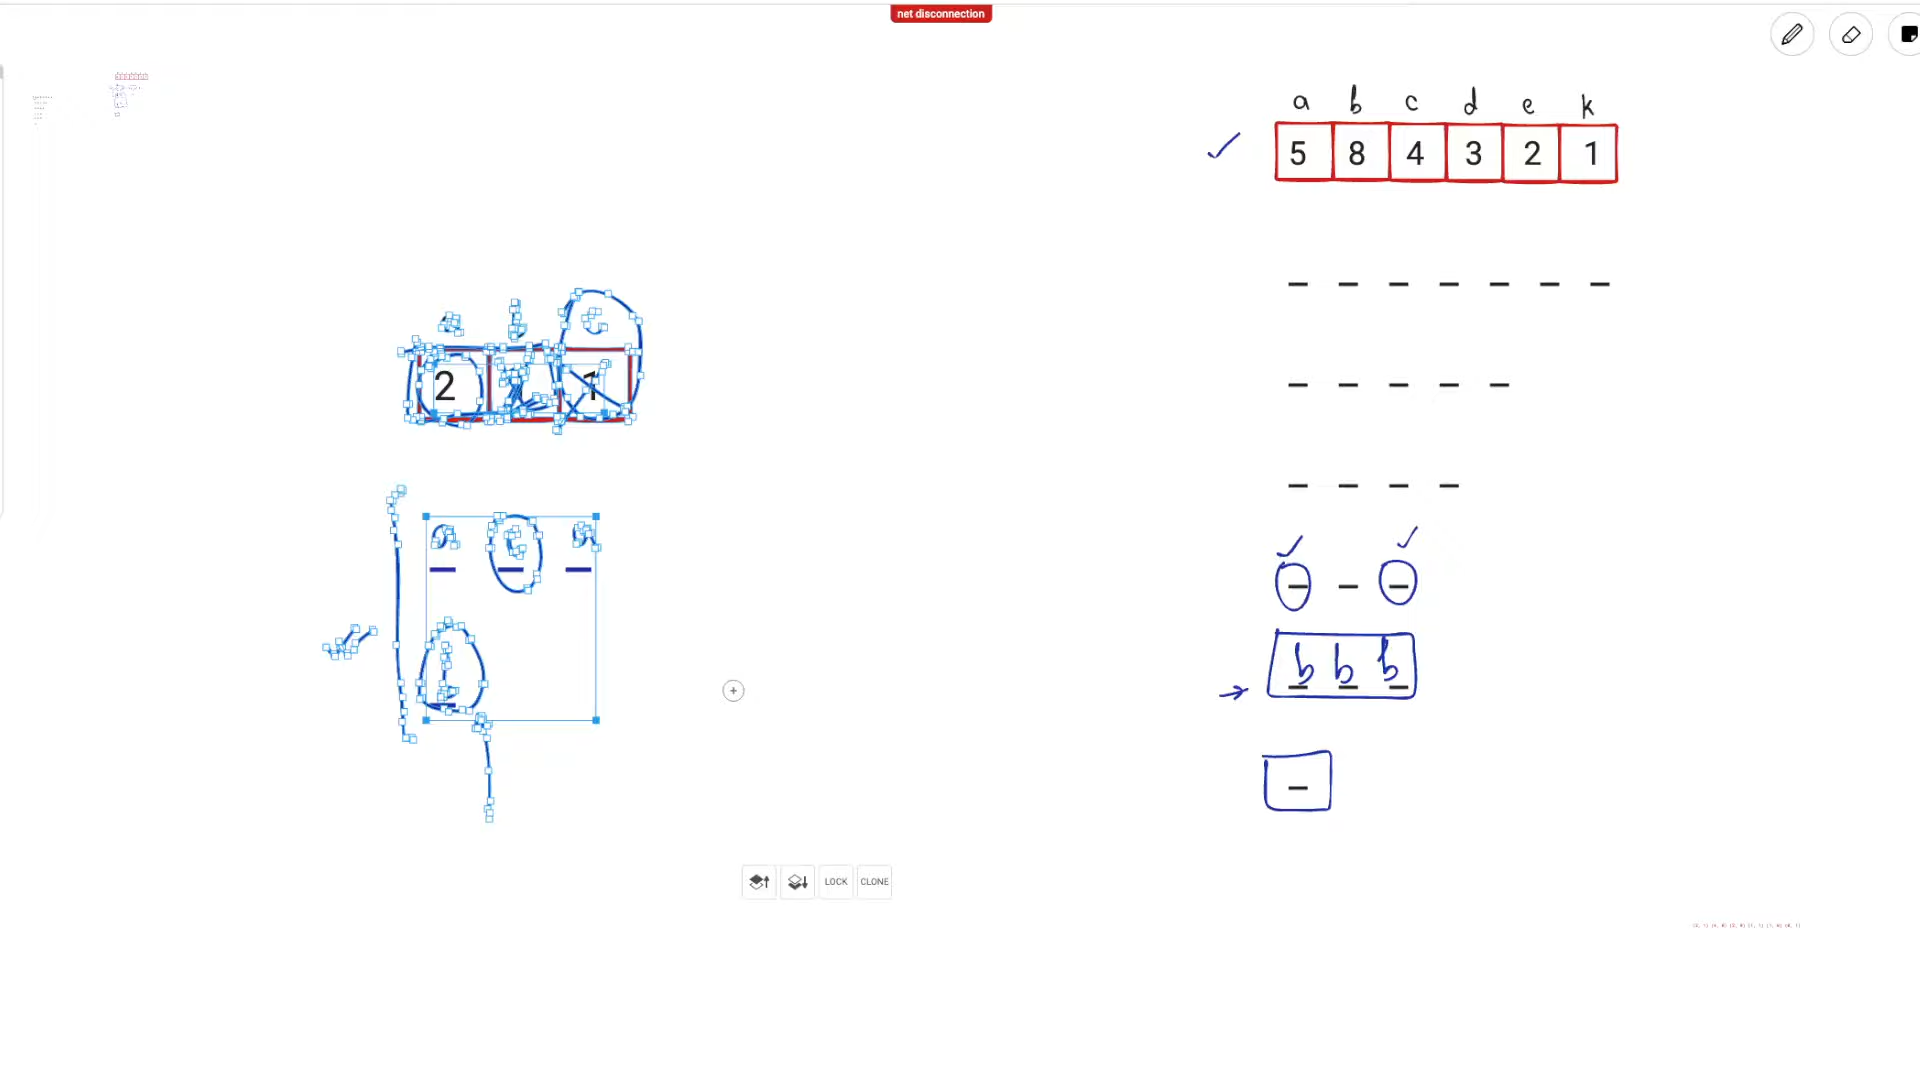 net disconnection
a b c d e k
5 8 4 3 2 1
a b c
2 1
a c a
b
b b b
LOCK CLONE